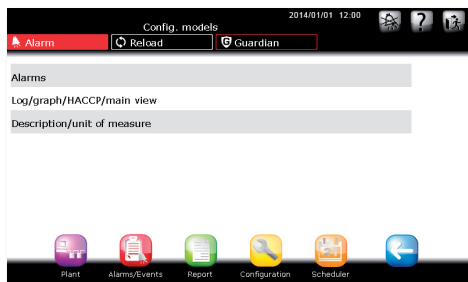 2014/01/01 12:00
Config. models
?
Alarm Reload G Guardian
Alarms
Log/graph/HACCP/main view
Description/unit of measure
Plant Alarms/Events Report Configuration Scheduler